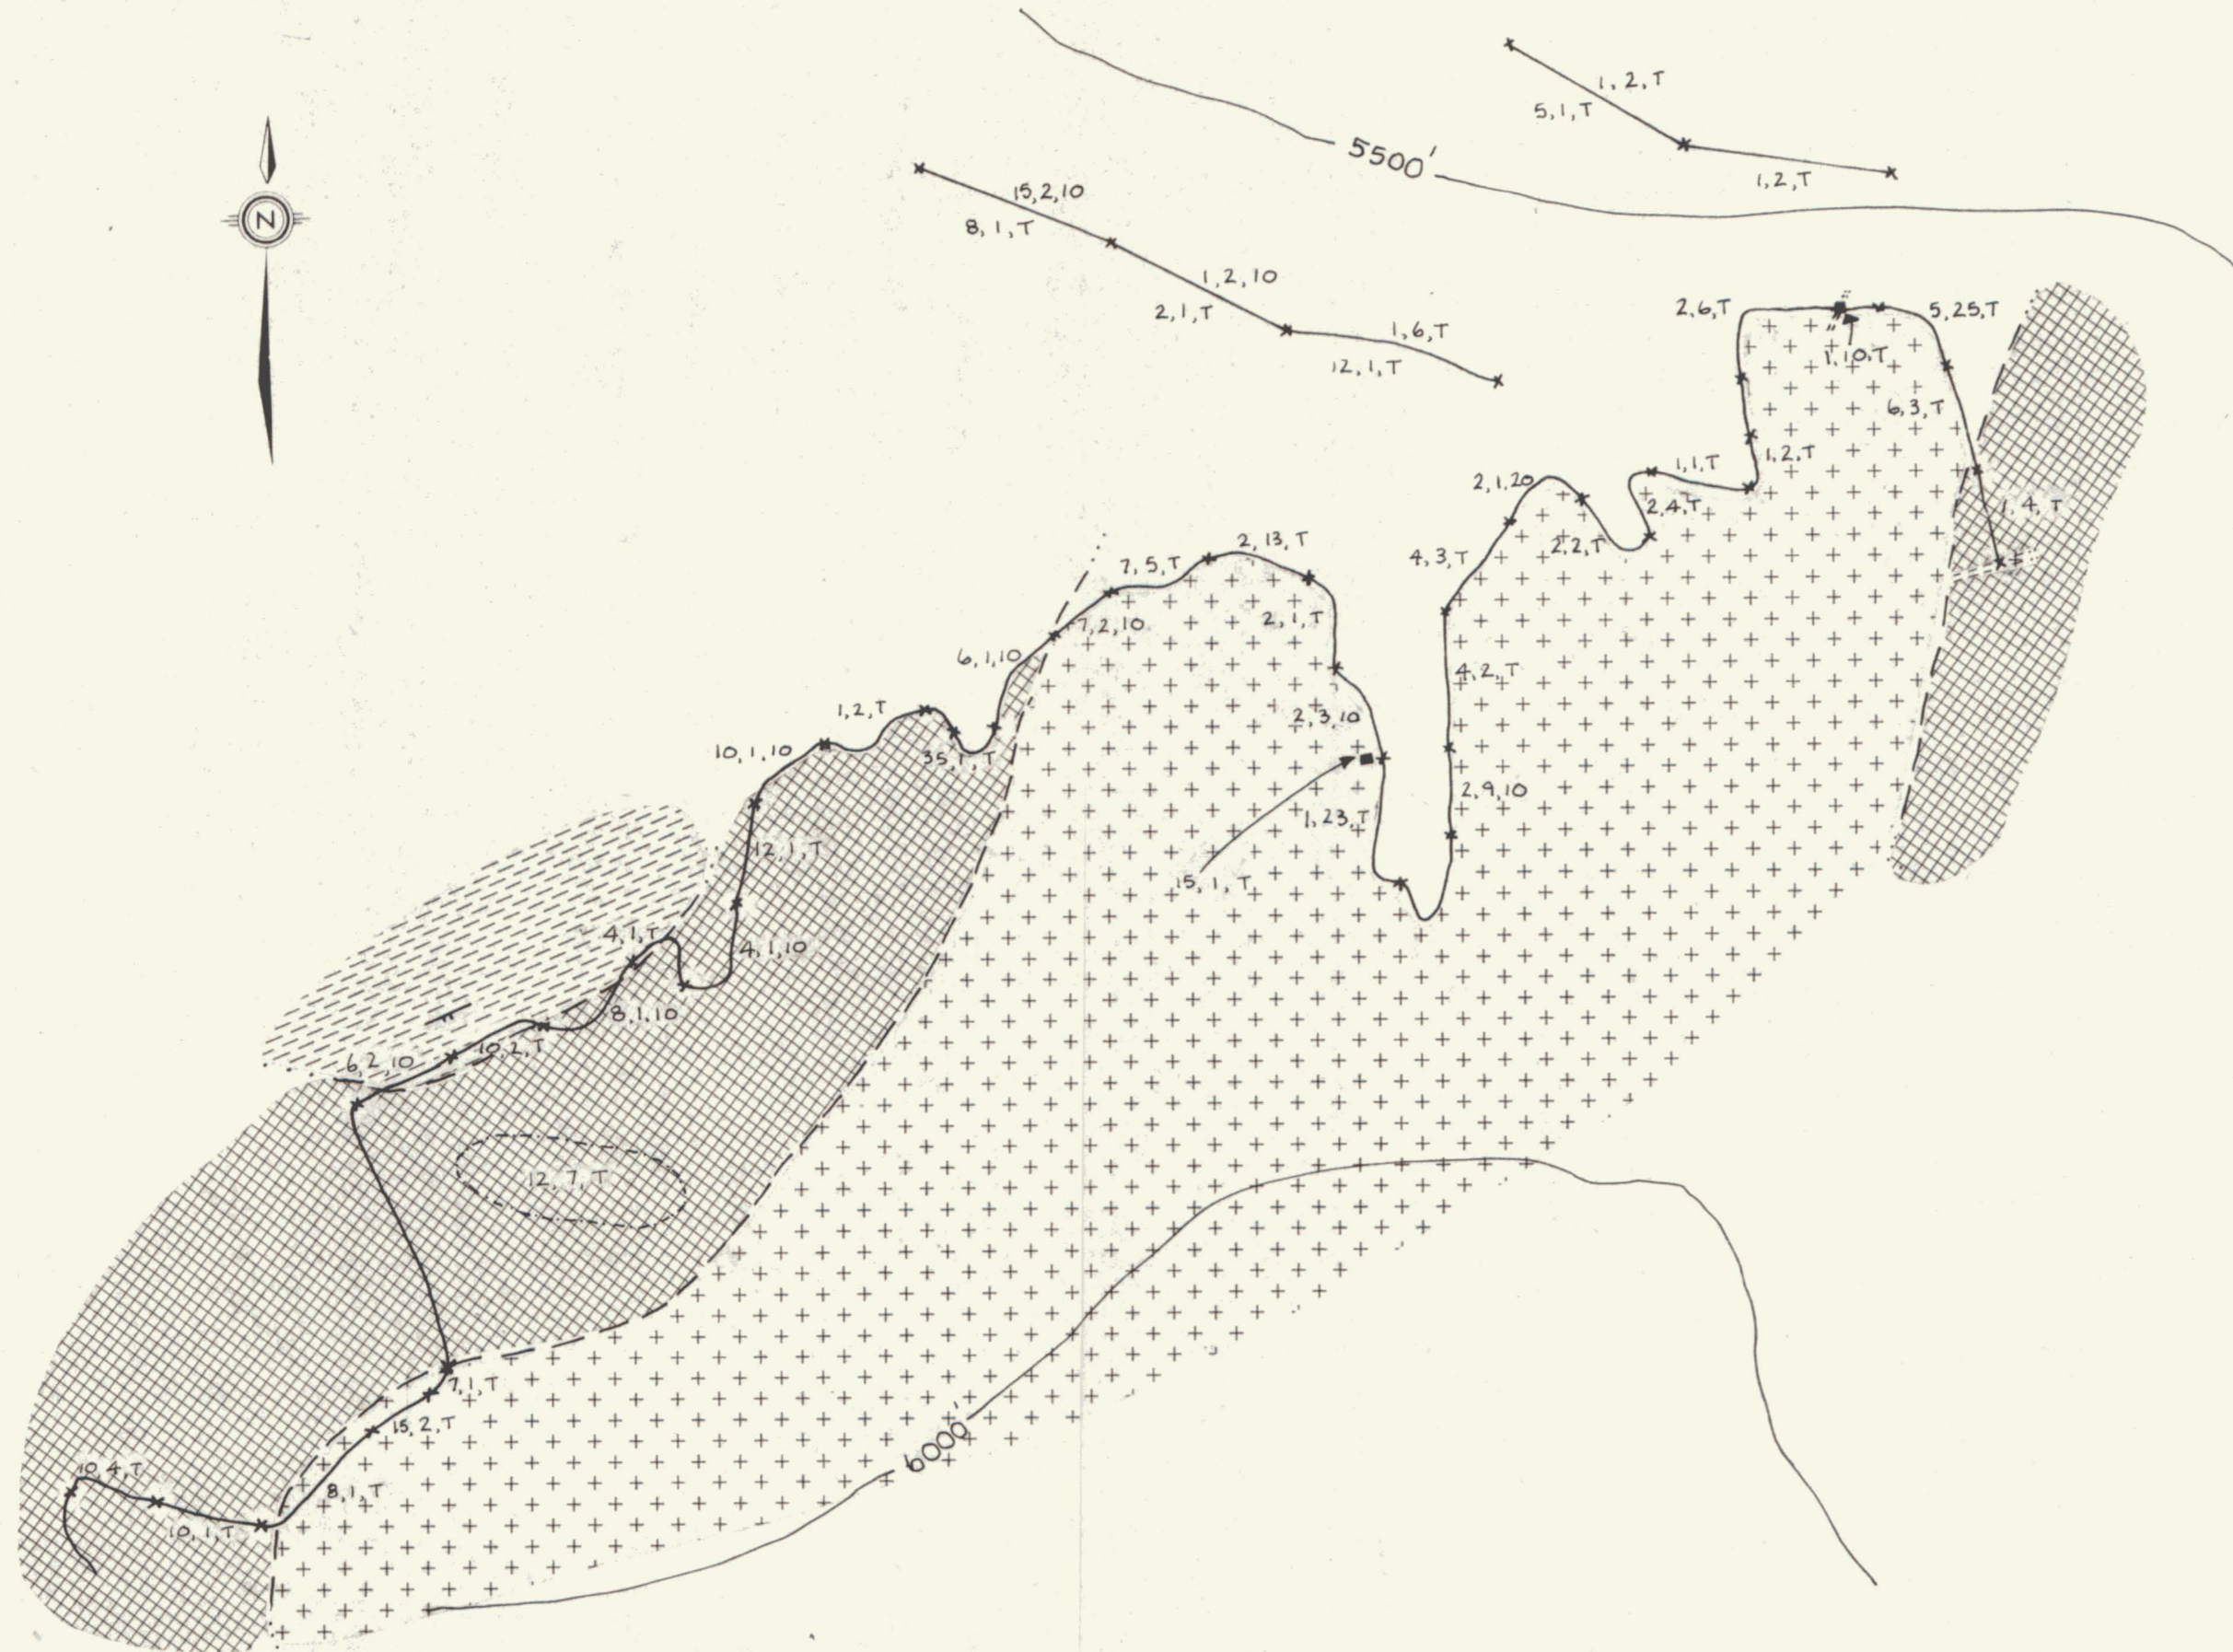 1, 2, T
5, 1, T
5500'
1, 2, T
15, 2, 10
8, 1, T
1, 2, 10
2, 1, T
1, 6, T
12, 1, T
N
2, 6, T
5, 25, T
1, 10, T
6, 3, T
1, 2, T
1, 1, T
2, 1, 20
2, 4, T
1, 4, T
2, 2, T
4, 3, T
2, 13, T
7, 5, T
7, 2, 10
2, 1, T
6, 1, 10
4, 2, T
1, 2, T
2, 3, 10
10, 1, 10
35, 1, T
2, 9, 10
1, 23, T
12, 1, T
15, 1, T
4, 1, T
4, 1, 10
8, 1, 10
10, 2, T
6, 2, 10
12, 7, T
7, 1, T
15, 2, T
6000'
10, 4, T
8, 1, T
10, 1, T